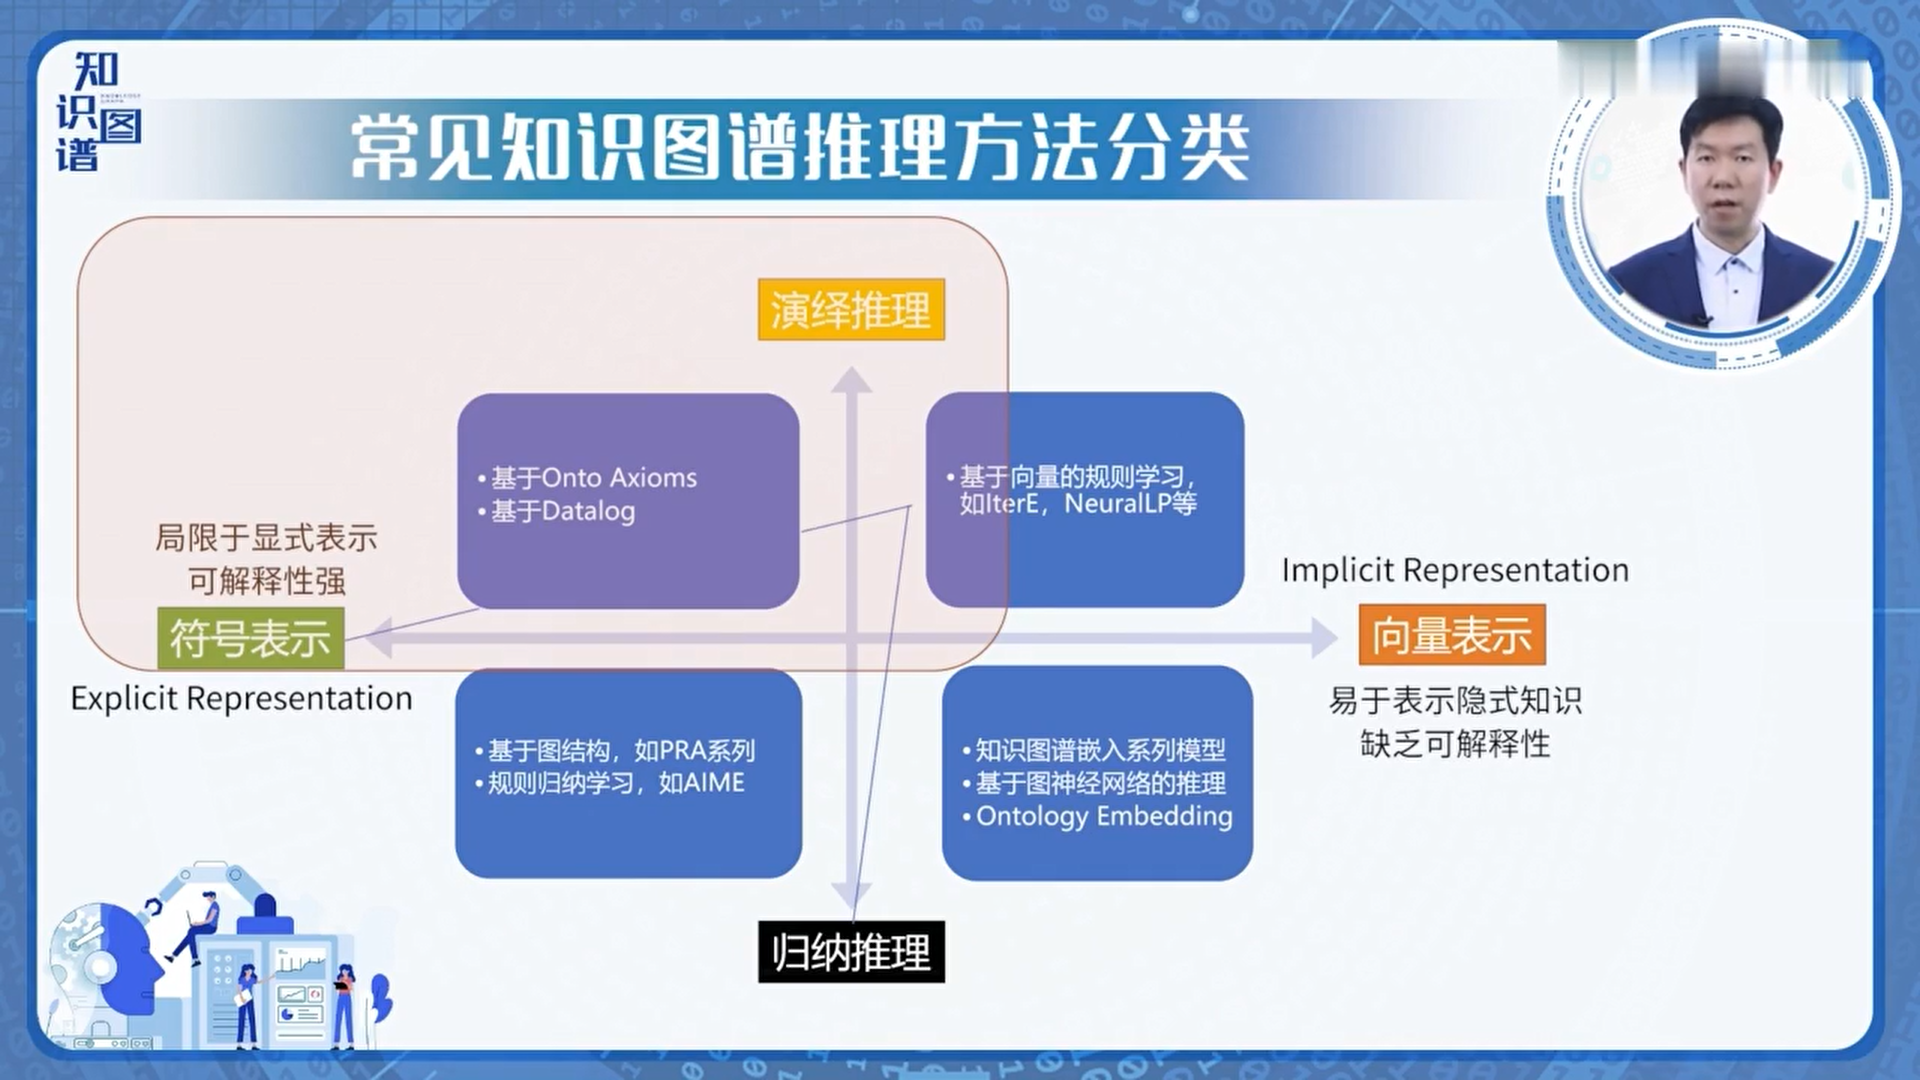 知识图谱
常见知识图谱推理方法分类
演绎推理
• 基于Onto Axioms
• 基于Datalog
• 基于向量的规则学习，
如IterE，NeuralLP等
局限于显式表示
可解释性强
符号表示
Explicit Representation
Implicit Representation
向量表示
易于表示隐式知识
缺乏可解释性
• 基于图结构，如PRA系列
• 规则归纳学习，如AIME
• 知识图谱嵌入系列模型
• 基于图神经网络的推理
• Ontology Embedding
归纳推理